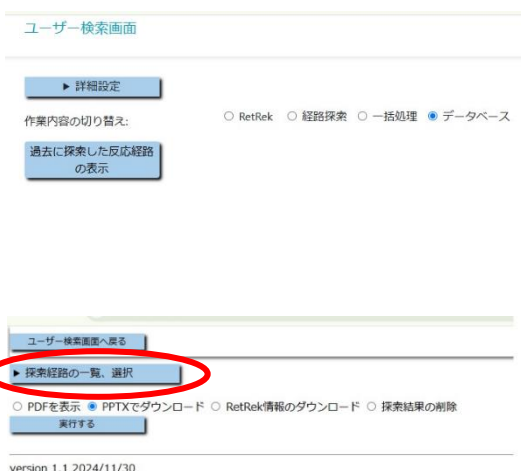 ユーザー検索画面
▶ 詳細設定
作業内容の切り替え: ○ RetRek ○ 経路探索 ○ 一括処理 ◉ データベース
過去に探索した反応経路
の表示
ユーザー検索画面へ戻る
▶ 探索経路の一覧、選択
○ PDFを表示 ◉ PPTXでダウンロード ○ RetRek情報のダウンロード ○ 探索結果の削除
実行する
version 1.1 2024/11/30